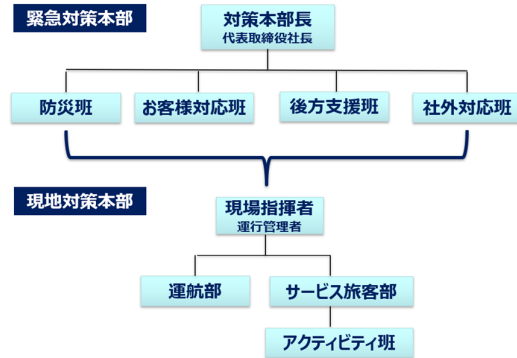 緊急対策本部
対策本部長
代表取締役社長
防災班
お客様対応班
後方支援班
社外対応班
現地対策本部
現場指揮者
運行管理者
運航部
サービス旅客部
アクティビティ班